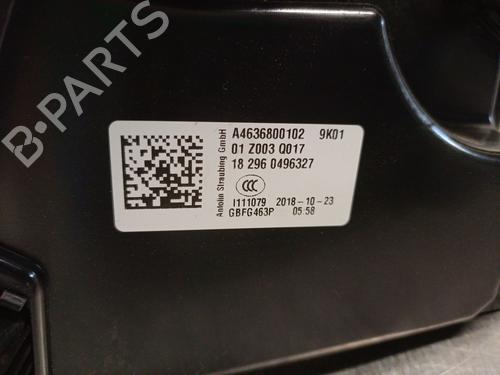 Antolin Straubing GmbH
A4636800102 9K01
01 Z003 Q017
18 296 0496327
CCC
I111079 2018-10-23
GBFG463P 05:58
B-PARTS